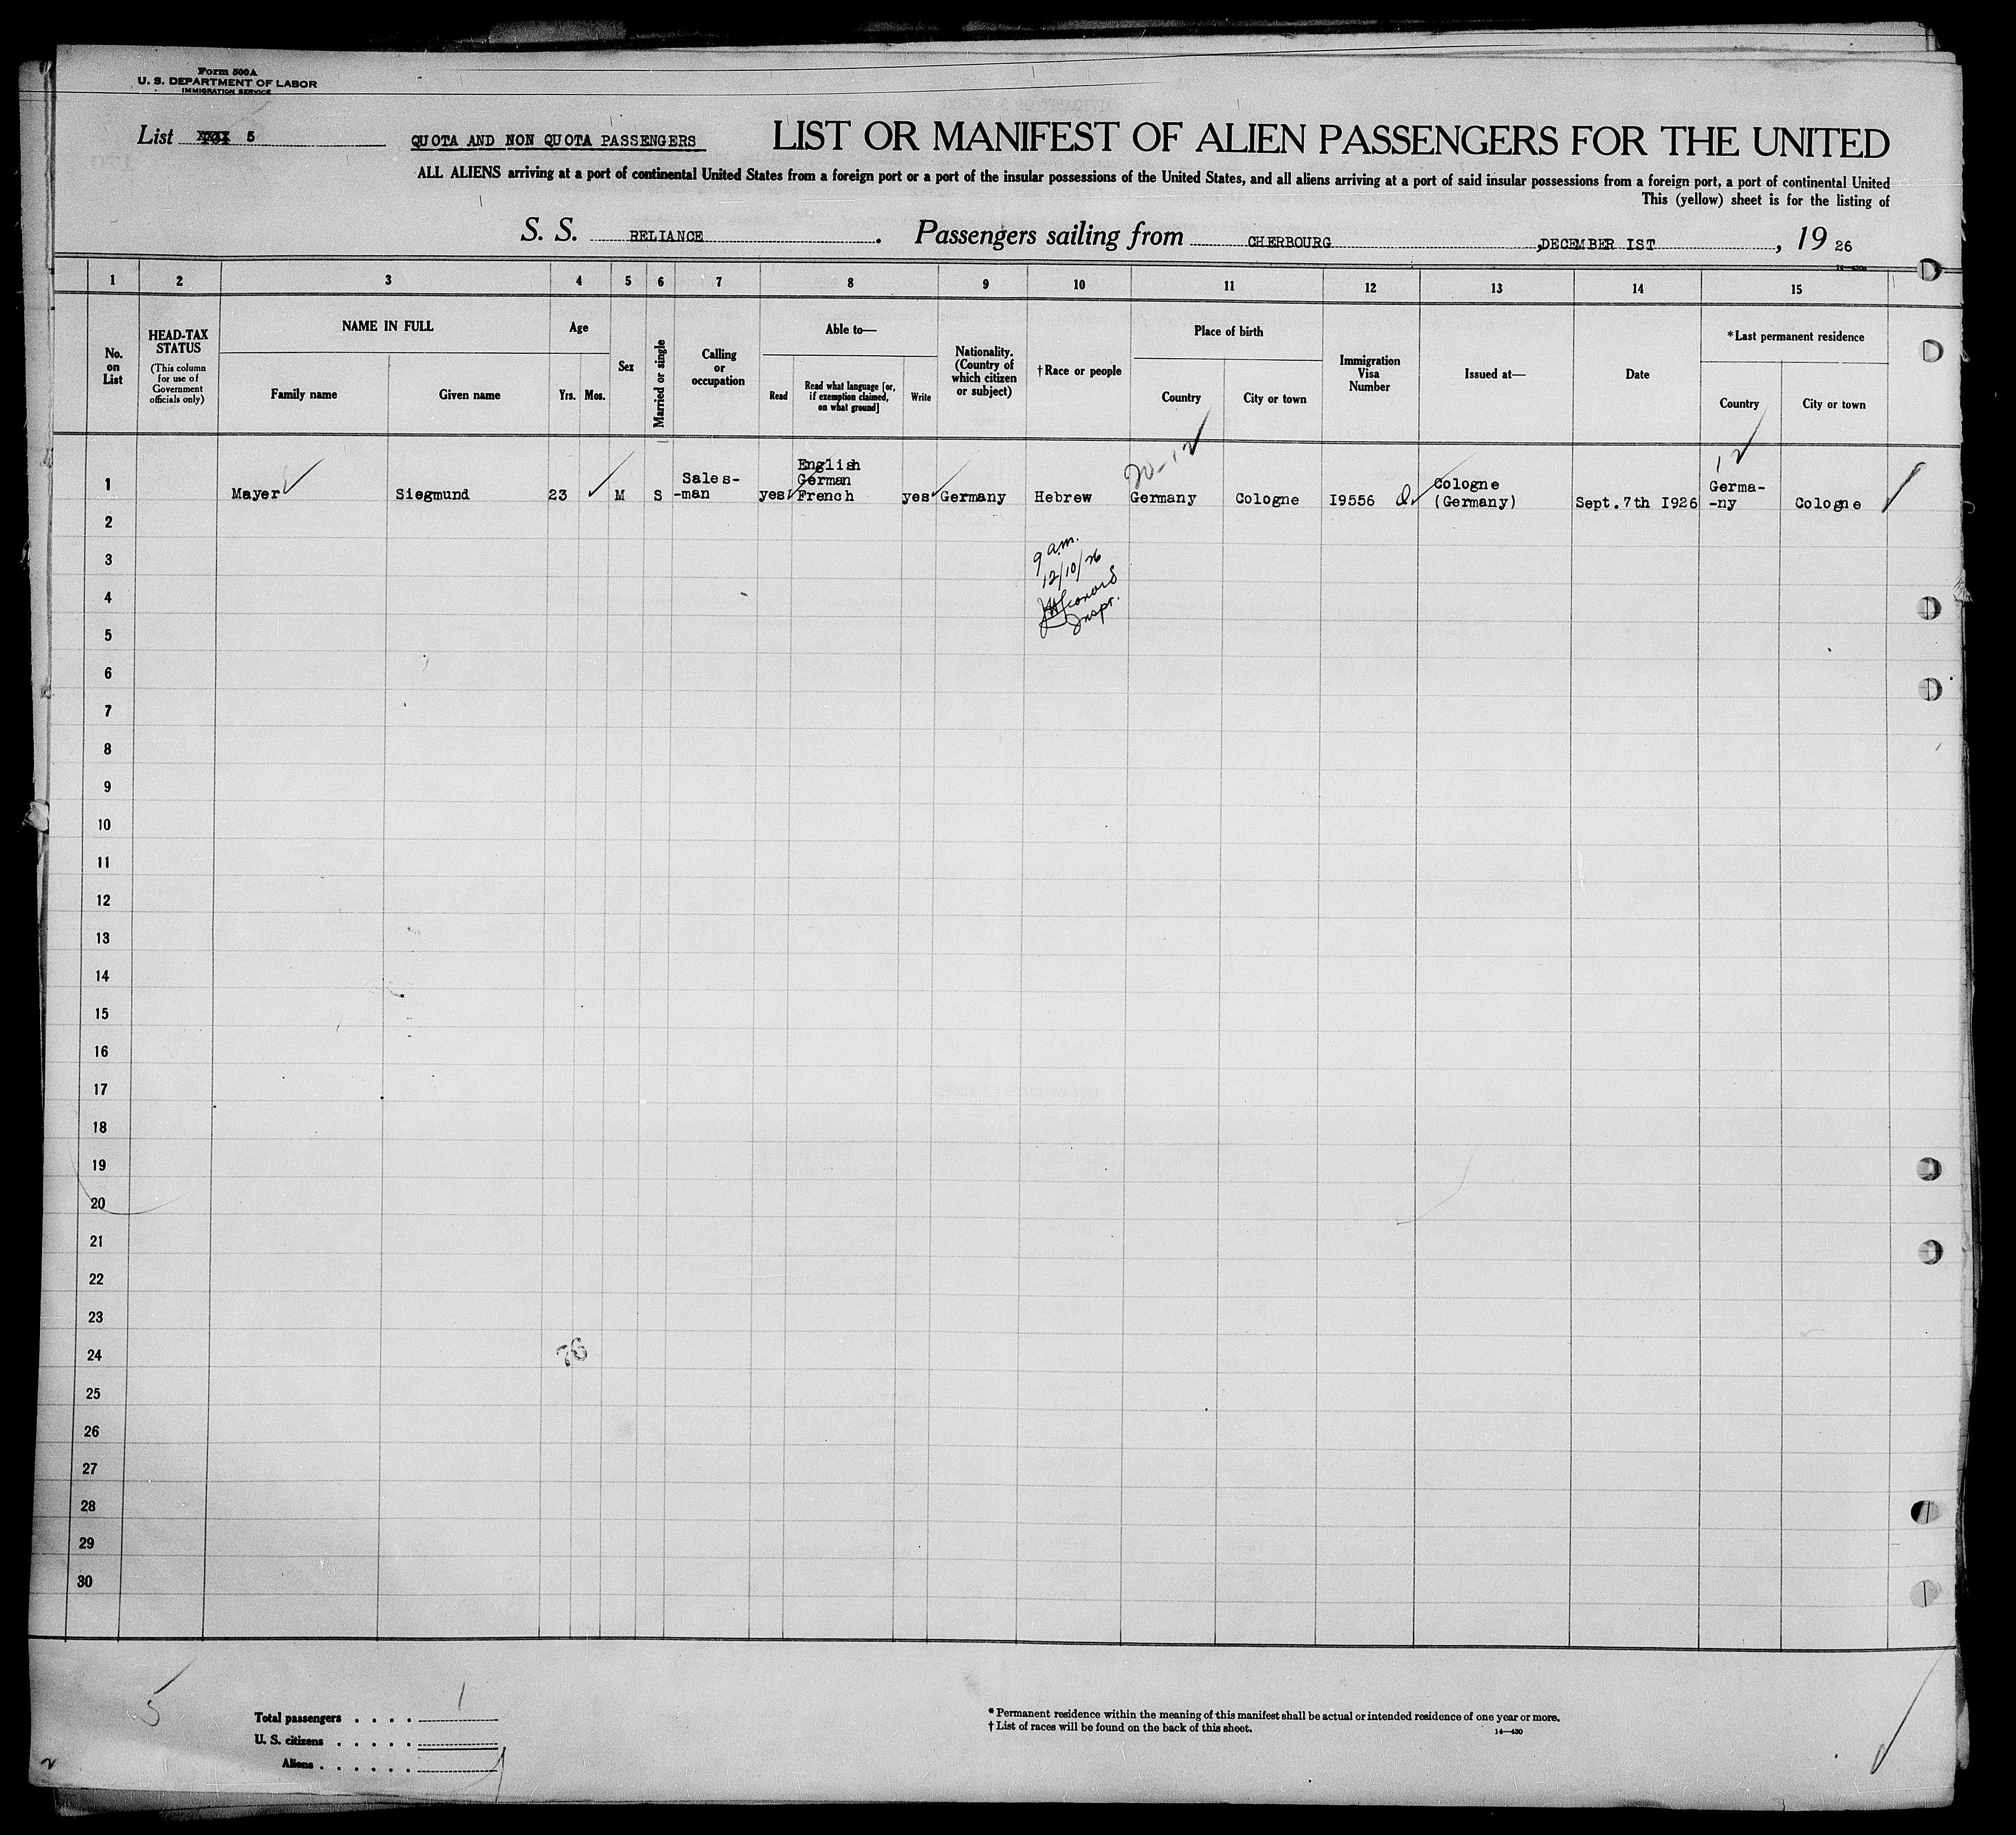 Form 500A
U. S. DEPARTMENT OF LABOR
IMMIGRATION SERVICE
List 5
QUOTA AND NON QUOTA PASSENGERS
LIST OR MANIFEST OF ALIEN PASSENGERS FOR THE UNITED
ALL ALIENS arriving at a port of continental United States from a foreign port or a port of the insular possessions of the United States, and all aliens arriving at a port of said insular possessions from a foreign port, a port of continental United
This (yellow) sheet is for the listing of
S. S. RELIANCE. Passengers sailing from CHERBOURG, DECEMBER IST, 19 26
1 2 3 4 5 6 7 8 9 10 11 12 13 14 15
No. on List
HEAD-TAX STATUS
(This column for use of Government officials only)
NAME IN FULL
Family name
Given name
Age
Yrs. Mos.
Sex
Married or single
Calling or occupation
Able to—
Read
Read what language [or, if exemption claimed, on what ground]
Write
Nationality. (Country of which citizen or subject)
†Race or people
Place of birth
Country
City or town
Immigration Visa Number
Issued at—
Date
*Last permanent residence
Country
City or town
20-12
12
1 Mayer Siegmund 23 M S Sales--man yes English German French yes Germany Hebrew Germany Cologne I9556 Cologne (Germany) Sept.7th I926 Germa--ny Cologne
2
3
4
5
6
7
8
9
10
11
12
13
14
15
16
17
18
19
20
21
22
23
24
25
26
27
28
29
30
9 a.m.
12/10/26
Inspr.
76
5
Total passengers . . . . 1
U. S. citizens . . . . .
Aliens . . . . . .
* Permanent residence within the meaning of this manifest shall be actual or intended residence of one year or more.
† List of races will be found on the back of this sheet.
14—430